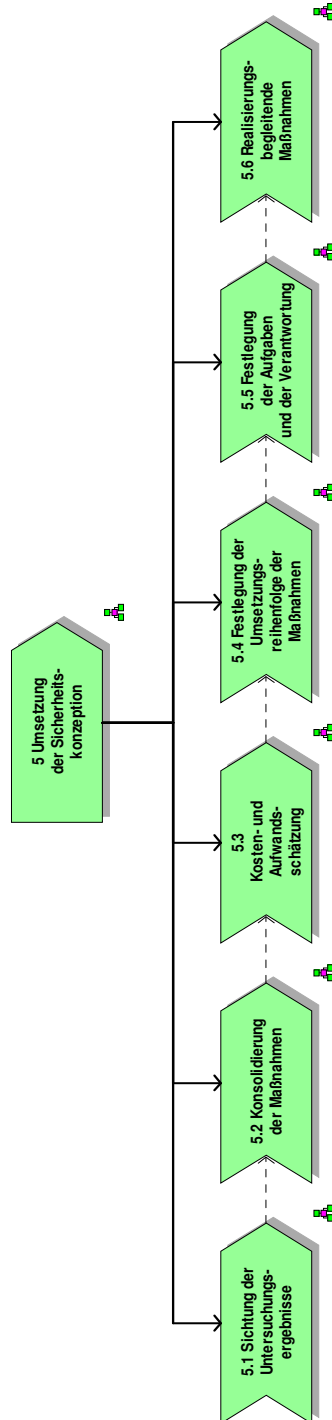 5 Umsetzung
der Sicherheits-
konzeption
5.1 Sichtung der
Untersuchungs-
ergebnisse
5.2 Konsolidierung
der Maßnahmen
5.3
Kosten- und
Aufwands-
schätzung
5.4 Festlegung der
Umsetzungs-
reihenfolge der
Maßnahmen
5.5 Festlegung
der Aufgaben
und der Verantwortung
5.6 Realisierungs-
begleitende
Maßnahmen